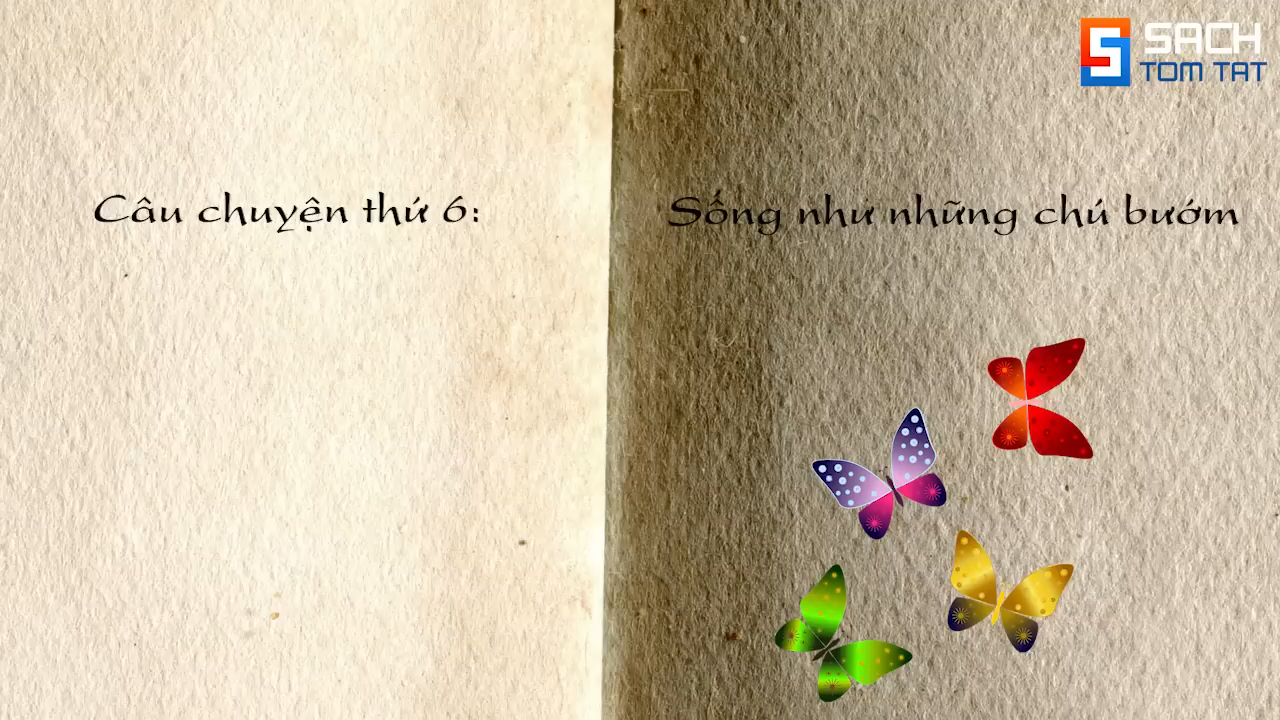 SACH
TOM TAT
Câu chuyện thứ 6:
Sống như những chú bướm